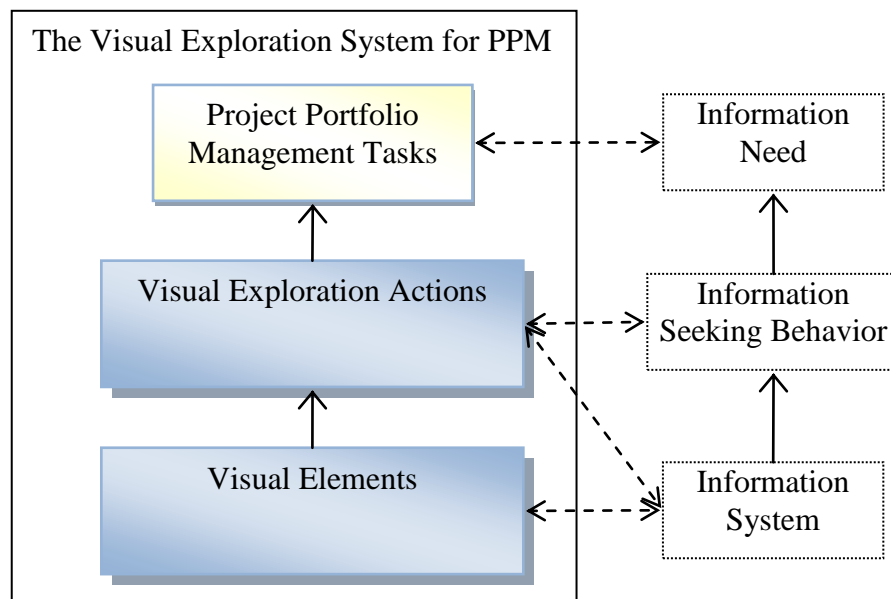 The Visual Exploration System for PPM
Project Portfolio
Management Tasks
Information
Need
Visual Exploration Actions
Information
Seeking Behavior
Visual Elements
Information
System